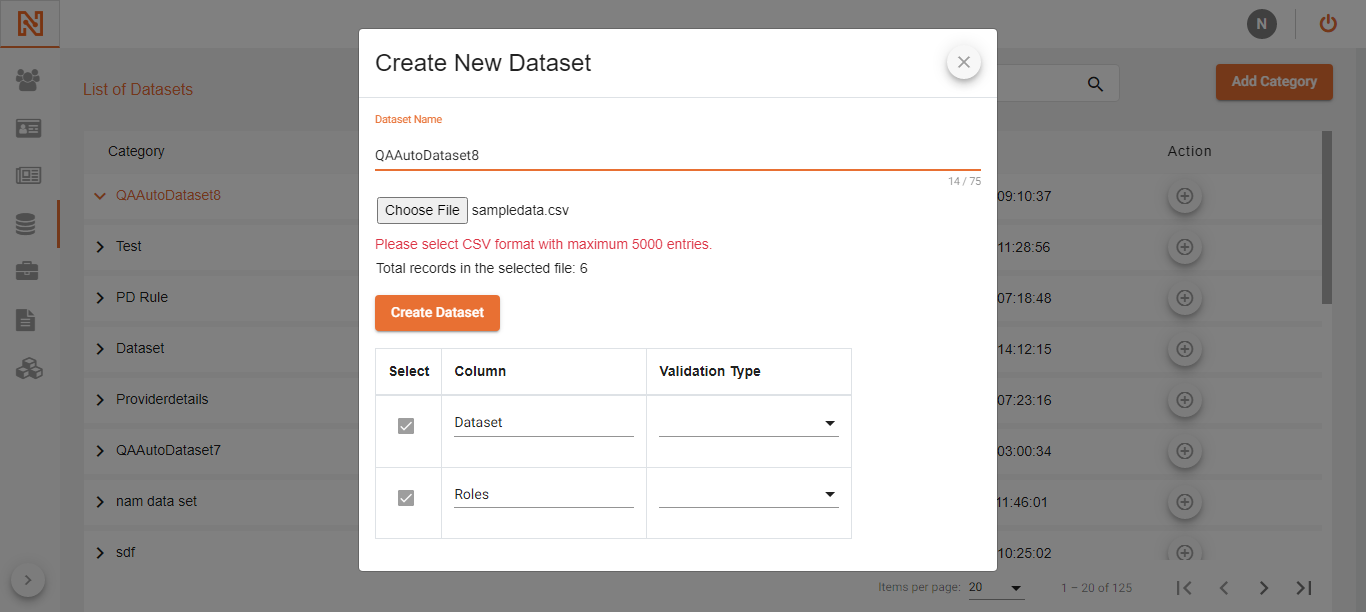 N
List of Datasets
Add Category
Category
Action
QAAutoDataset8
09:10:37
Test
11:28:56
PD Rule
07:18:48
Dataset
14:12:15
Providerdetails
07:23:16
QAAutoDataset7
03:00:34
nam data set
11:46:01
sdf
10:25:02
Items per page: 20 1 – 20 of 125
Create New Dataset
Dataset Name
QAAutoDataset8
14 / 75
Choose File sampledata.csv
Please select CSV format with maximum 5000 entries.
Total records in the selected file: 6
Create Dataset
Select Column Validation Type
Dataset
Roles